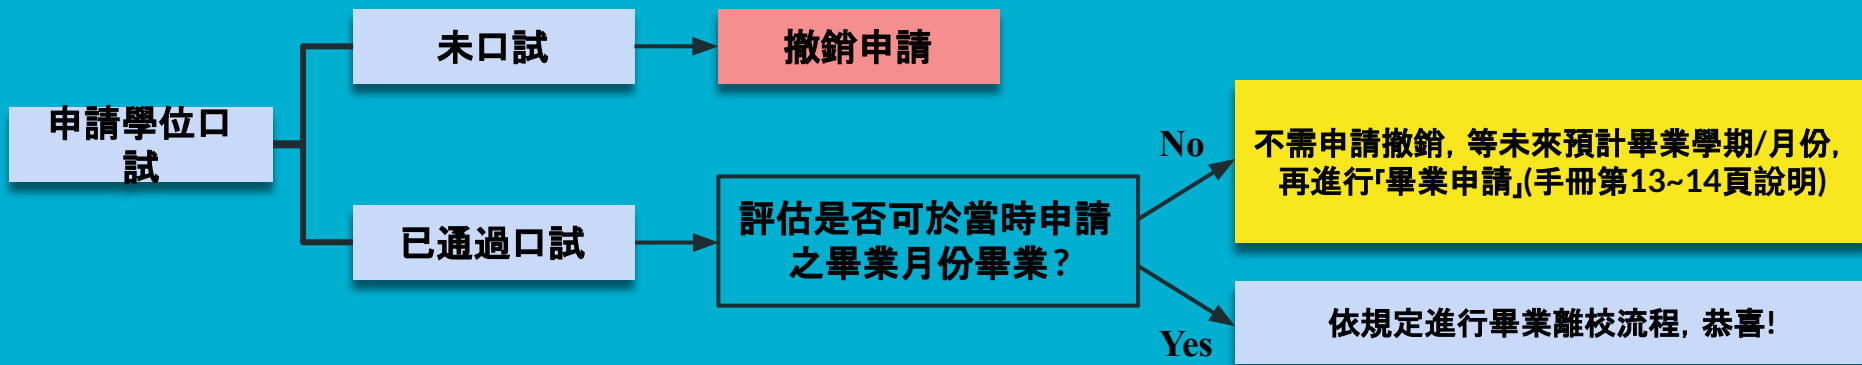 未口試
撤銷申請
申請學位口
試
No
不需申請撤銷，等未來預計畢業學期/月份，
再進行「畢業申請」(手冊第13~14頁說明)
已通過口試
評估是否可於當時申請
之畢業月份畢業？
Yes
依規定進行畢業離校流程，恭喜!